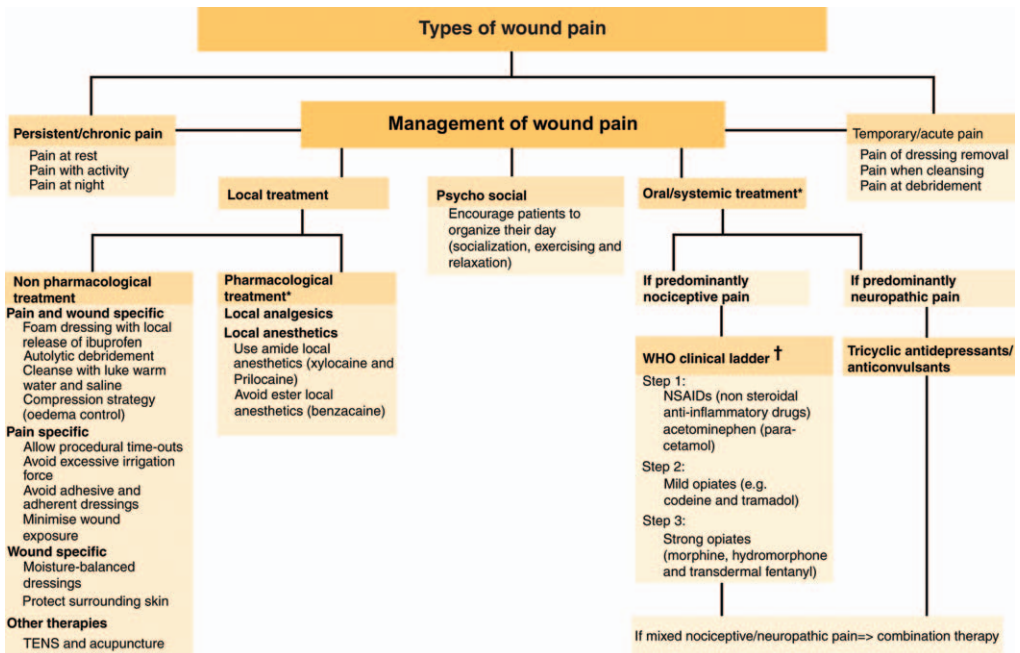 Types of wound pain
Management of wound pain
Persistent/chronic pain
Pain at rest
Pain with activity
Pain at night
Temporary/acute pain
Pain of dressing removal
Pain when cleansing
Pain at debridement
Local treatment
Psycho social
Encourage patients to
organize their day
(socialization, exercising and
relaxation)
Oral/systemic treatment*
Non pharmacological
treatment
Pain and wound specific
Foam dressing with local
release of ibuprofen
Autolytic debridement
Cleanse with luke warm
water and saline
Compression strategy
(oedema control)
Pain specific
Allow procedural time-outs
Avoid excessive irrigation
force
Avoid adhesive and
adherent dressings
Minimise wound
exposure
Wound specific
Moisture-balanced
dressings
Protect surrounding skin
Other therapies
TENS and acupuncture
Pharmacological
treatment*
Local analgesics
Local anesthetics
Use amide local
anesthetics (xylocaine and
Prilocaine)
Avoid ester local
anesthetics (benzacaine)
If predominantly
nociceptive pain
WHO clinical ladder †
Step 1:
NSAIDs (non steroidal
anti-inflammatory drugs)
acetominephen (para-
cetamol)
Step 2:
Mild opiates (e.g.
codeine and tramadol)
Step 3:
Strong opiates
(morphine, hydromorphone
and transdermal fentanyl)
If predominantly
neuropathic pain
Tricyclic antidepressants/
anticonvulsants
If mixed nociceptive/neuropathic pain=> combination therapy